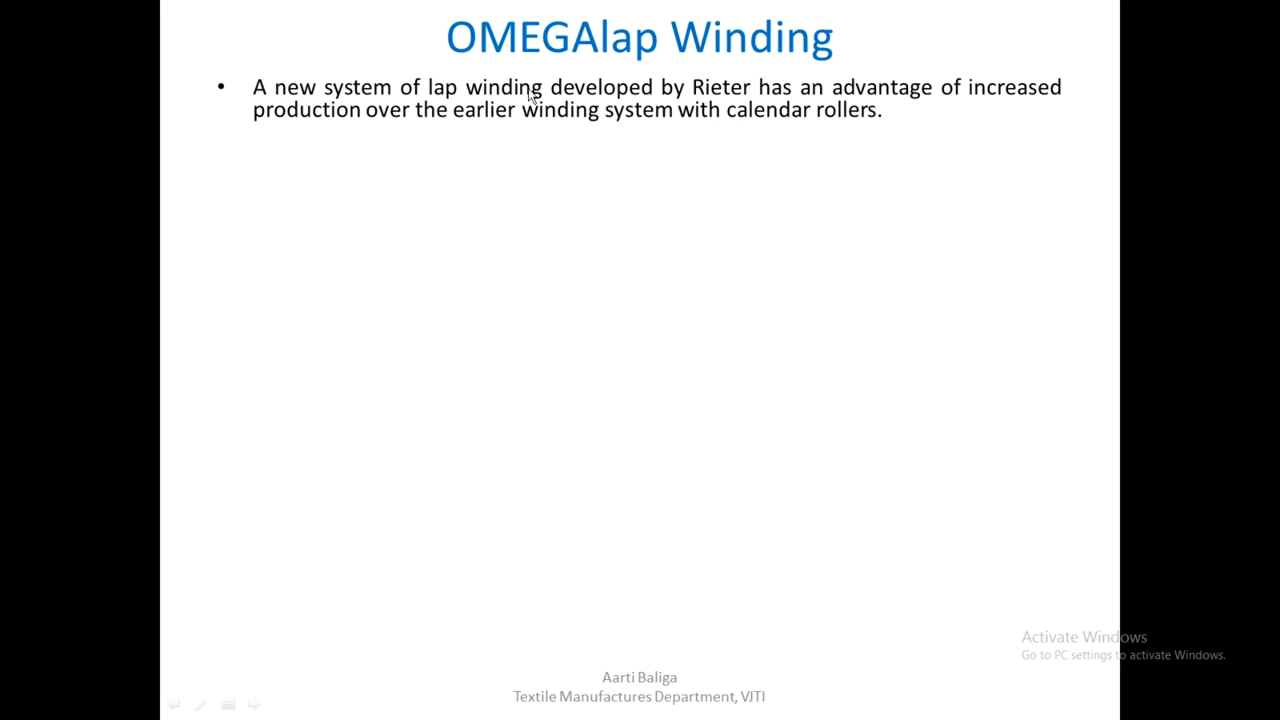 OMEGAlap Winding
• A new system of lap winding developed by Rieter has an advantage of increased
production over the earlier winding system with calendar rollers.
Activate Windows
Go to PC settings to activate Windows.
Aarti Baliga
Textile Manufactures Department, VJTI